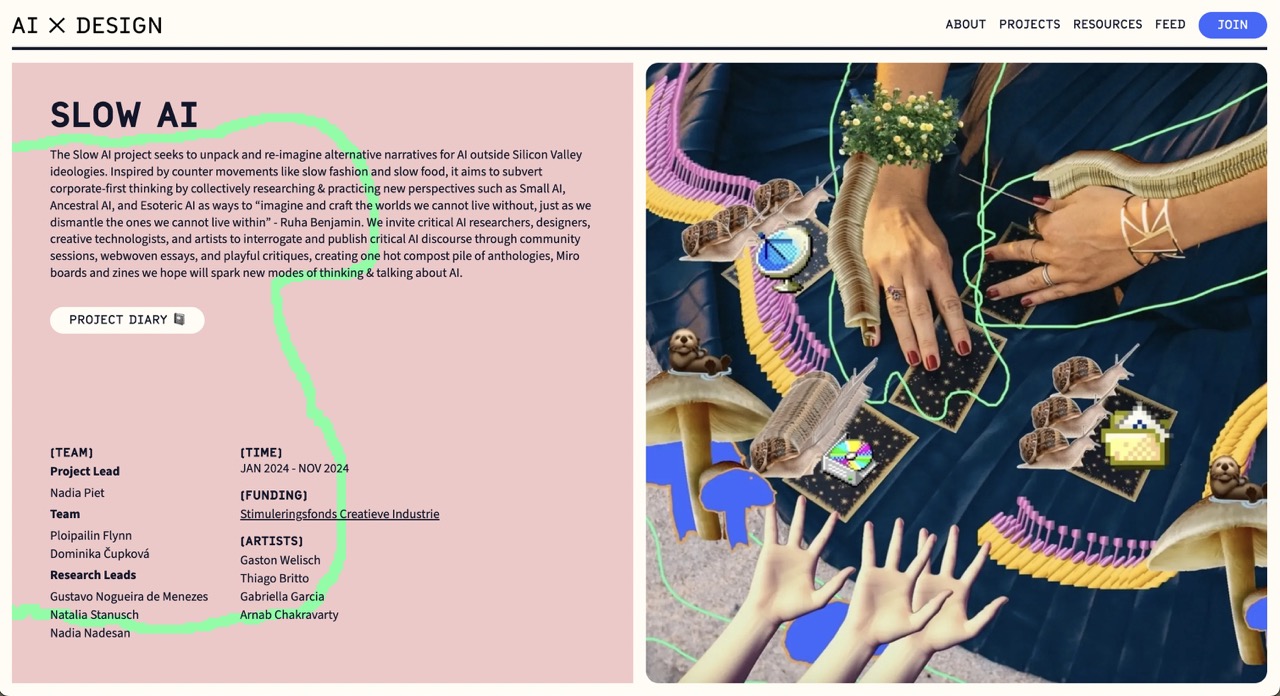 AI × DESIGN
ABOUT PROJECTS RESOURCES FEED JOIN
SLOW AI
The Slow AI project seeks to unpack and re-imagine alternative narratives for AI outside Silicon Valley
ideologies. Inspired by counter movements like slow fashion and slow food, it aims to subvert
corporate-first thinking by collectively researching & practicing new perspectives such as Small AI,
Ancestral AI, and Esoteric AI as ways to “imagine and craft the worlds we cannot live without, just as we
dismantle the ones we cannot live within” - Ruha Benjamin. We invite critical AI researchers, designers,
creative technologists, and artists to interrogate and publish critical AI discourse through community
sessions, webwoven essays, and playful critiques, creating one hot compost pile of anthologies, Miro
boards and zines we hope will spark new modes of thinking & talking about AI.
PROJECT DIARY
(TEAM)
Project Lead
Nadia Piet
Team
Ploipailin Flynn
Dominika Čupková
Research Leads
Gustavo Nogueira de Menezes
Natalia Stanusch
Nadia Nadesan
(TIME)
JAN 2024 - NOV 2024
(FUNDING)
Stimuleringsfonds Creatieve Industrie
(ARTISTS)
Gaston Welisch
Thiago Britto
Gabriella Garcia
Arnab Chakravarty